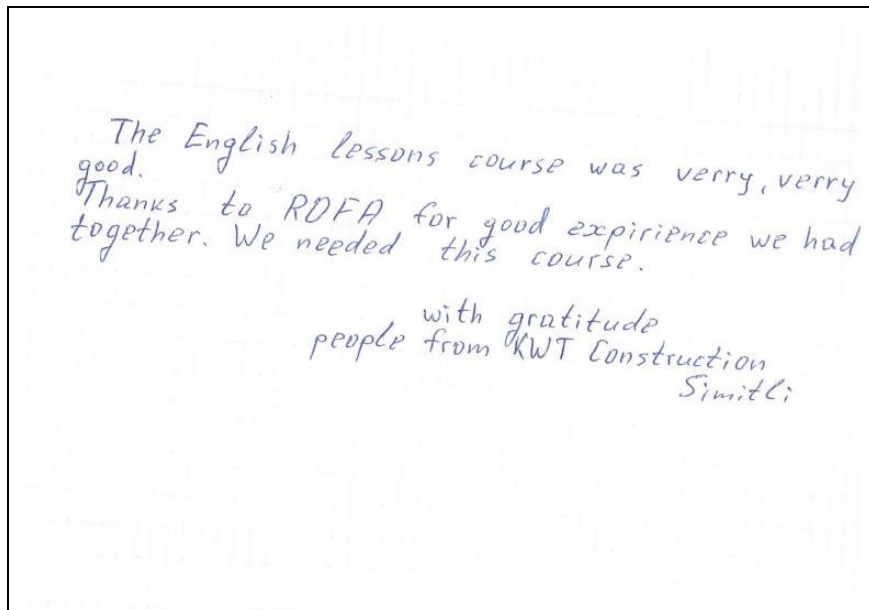 The English lessons course was verry, verry
good.
Thanks to RDFA for good expirience we had
together. We needed this course.
with gratitude
people from KWT Construction
Simitli